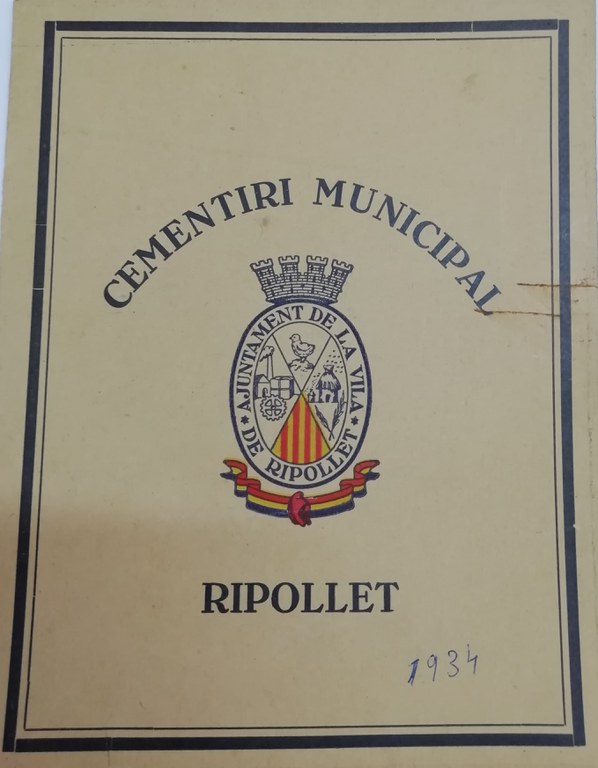 CEMENTIRI MUNICIPAL
* AJUNTAMENT DE LA VILA *
DE RIPOLLET
RIPOLLET
1934